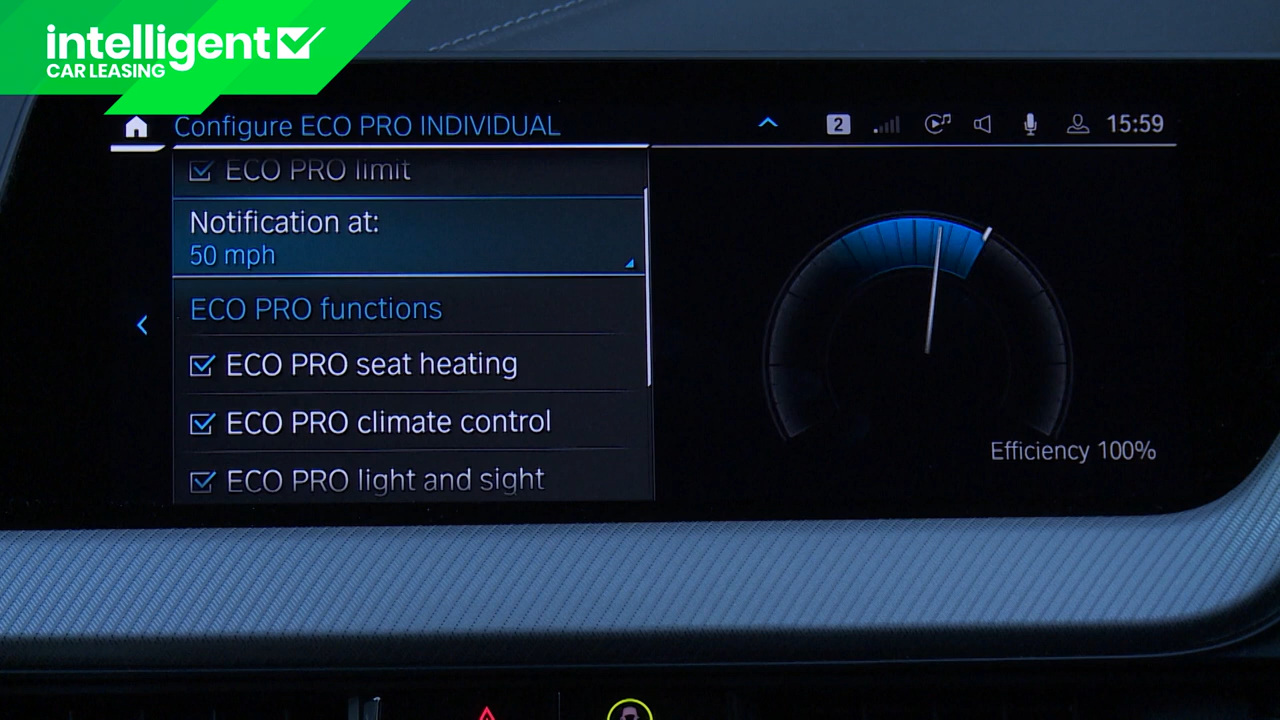 intelligent
CAR LEASING
Configure ECO PRO INDIVIDUAL
2
15:59
ECO PRO limit
Notification at:
50 mph
ECO PRO functions
ECO PRO seat heating
ECO PRO climate control
ECO PRO light and sight
Efficiency 100%